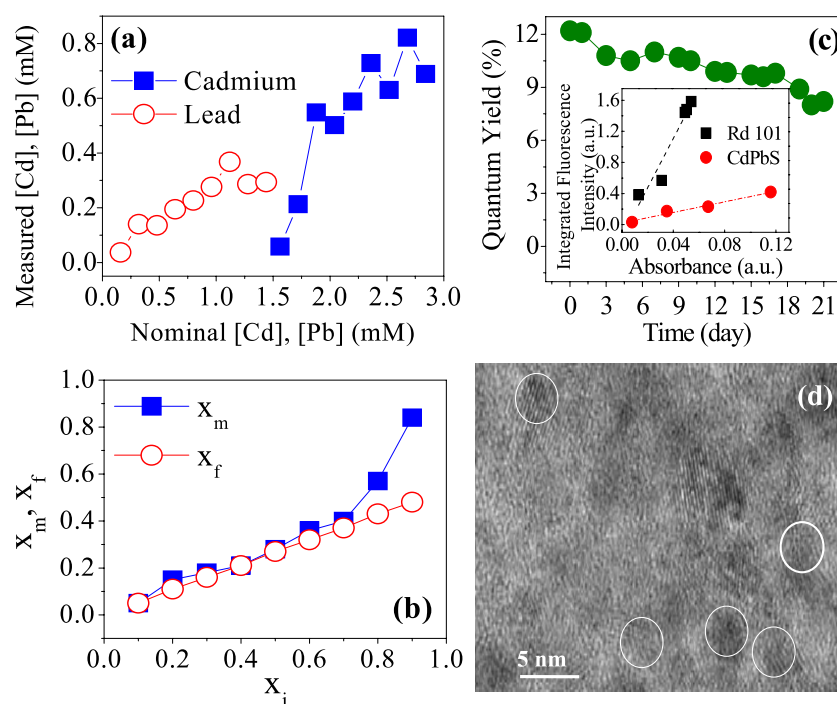 (a)
Measured [Cd], [Pb] (mM)
0.8
0.6
0.4
0.2
0.0
Cadmium
Lead
0.0 0.5 1.0 1.5 2.0 2.5 3.0
Nominal [Cd], [Pb] (mM)
(c)
Quantum Yield (%)
12
9
6
3
0
Integrated Fluorescence
Intensity (a.u.)
1.6
1.2
0.8
0.4
0.0
Rd 101
CdPbS
0.00 0.04 0.08 0.12
Absorbance (a.u.)
0 3 6 9 12 15 18 21
Time (day)
x_m, x_f
1.0
0.8
0.6
0.4
0.2
0.0
x_m
x_f
(b)
0.0 0.2 0.4 0.6 0.8 1.0
x_i
(d)
5 nm